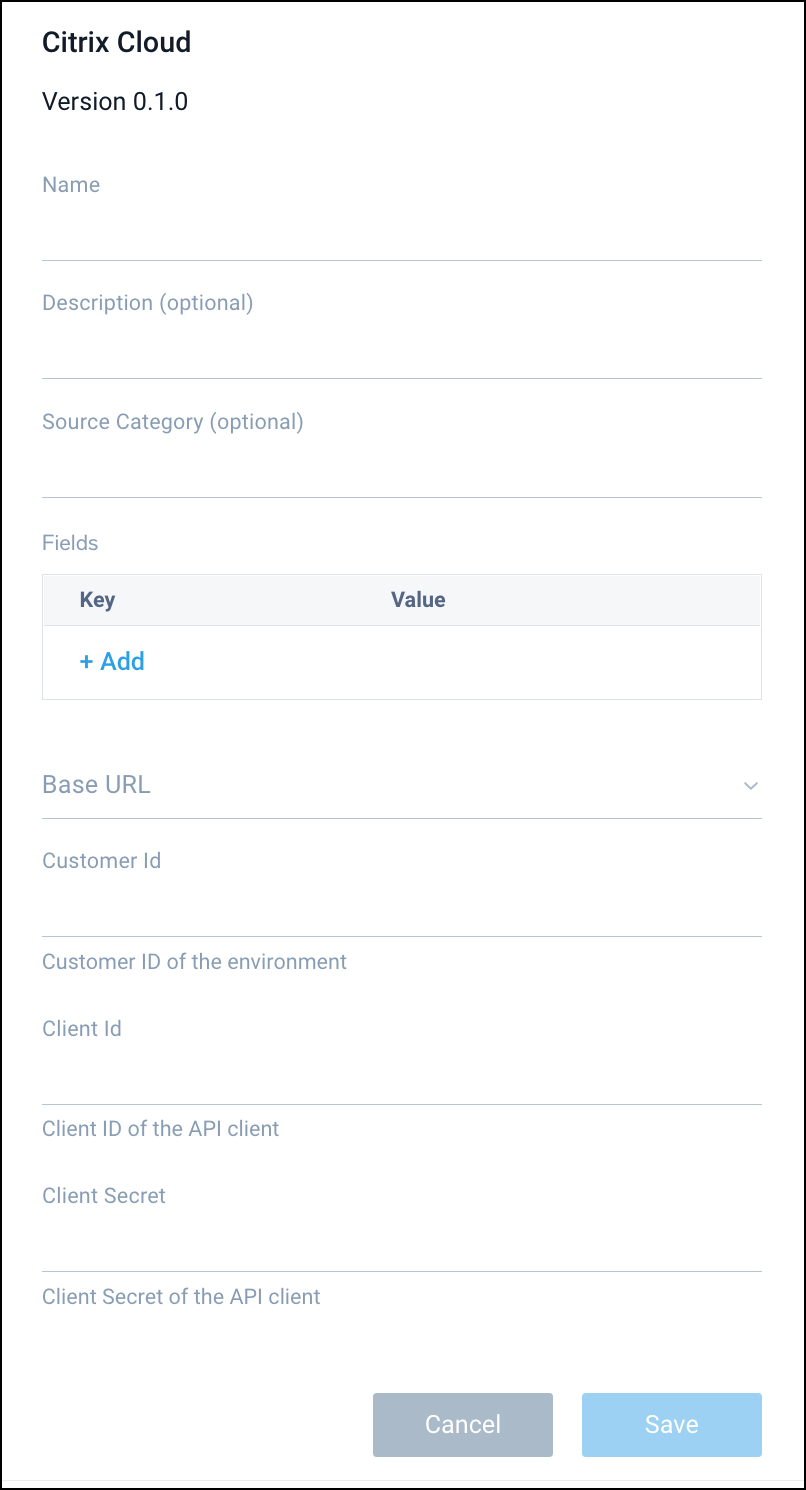 Citrix Cloud
Version 0.1.0
Name
Description (optional)
Source Category (optional)
Fields
Key Value
+ Add
Base URL
Customer Id
Customer ID of the environment
Client Id
Client ID of the API client
Client Secret
Client Secret of the API client
Cancel Save